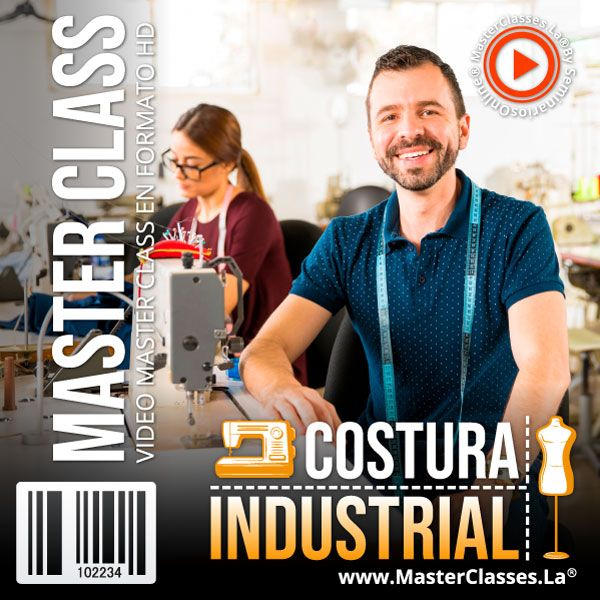 MASTER CLASS
VIDEO MASTER CLASS EN FORMATO HD
MasterClasses.La®By SeminariosOnline®
COSTURA
INDUSTRIAL
102234
www.MasterClasses.La®